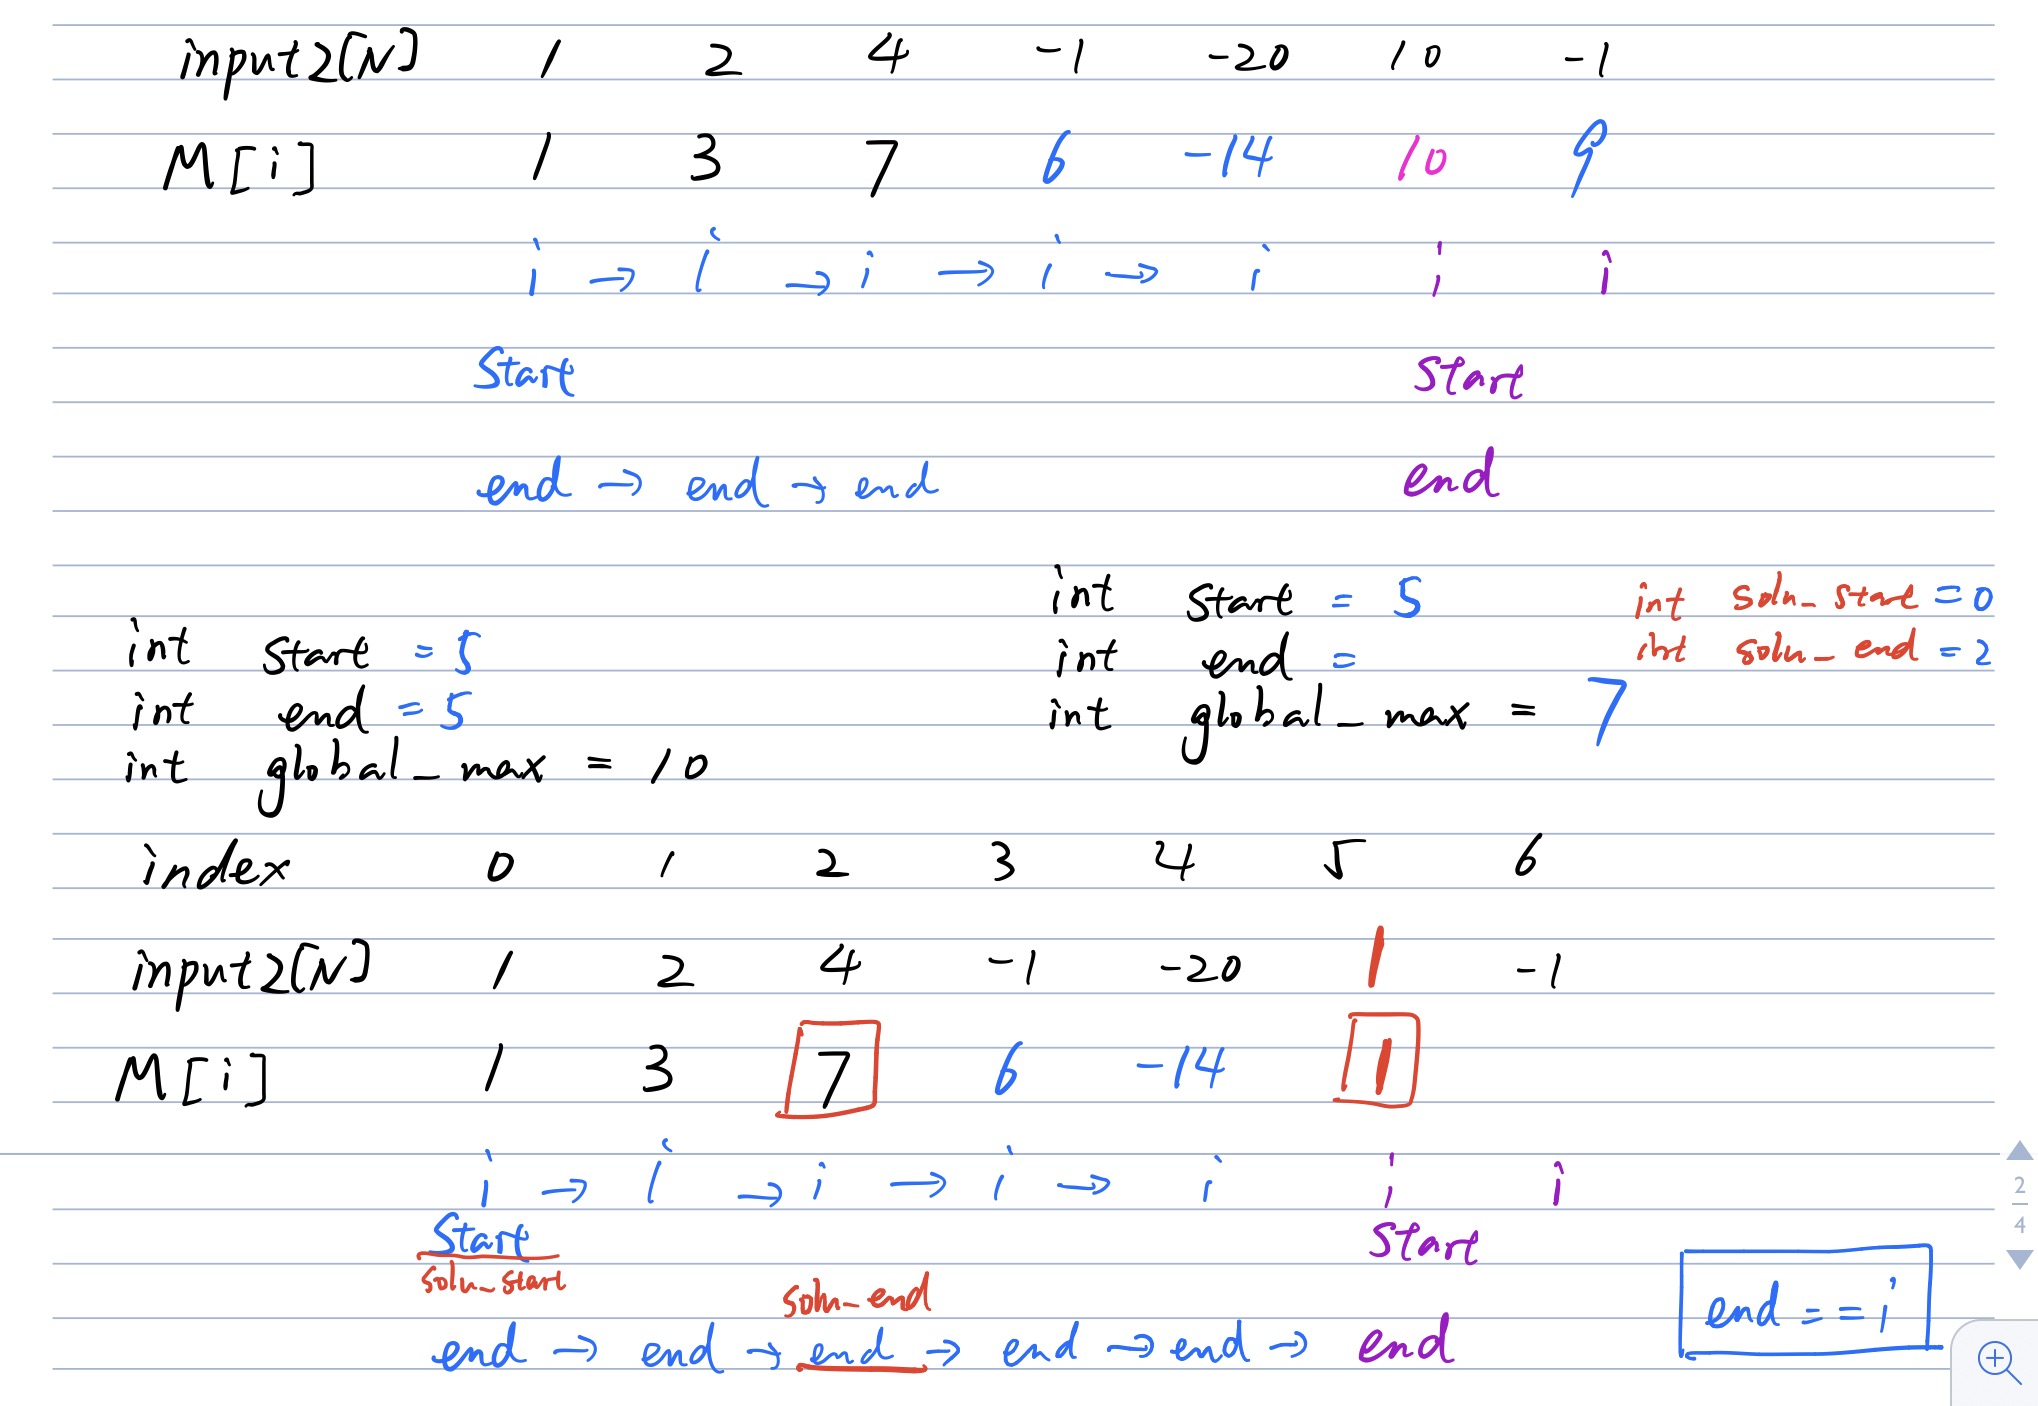 input2[N] 1 2 4 -1 -20 10 -1
M[i] 1 3 7 6 -14 10 9
i → i → i → i → i i i
Start Start
end → end → end end
int start = 5 int soln_start = 0
int start = 5 int end = int soln_end = 2
int end = 5 int global_max = 7
int global_max = 10
index 0 1 2 3 4 5 6
input2[N] 1 2 4 -1 -20 1 -1
M[i] 1 3 7 6 -14 1
i → i → i → i → i i i
Start Start
soln_start soln_end end == i
end → end → end → end → end → end
2
4